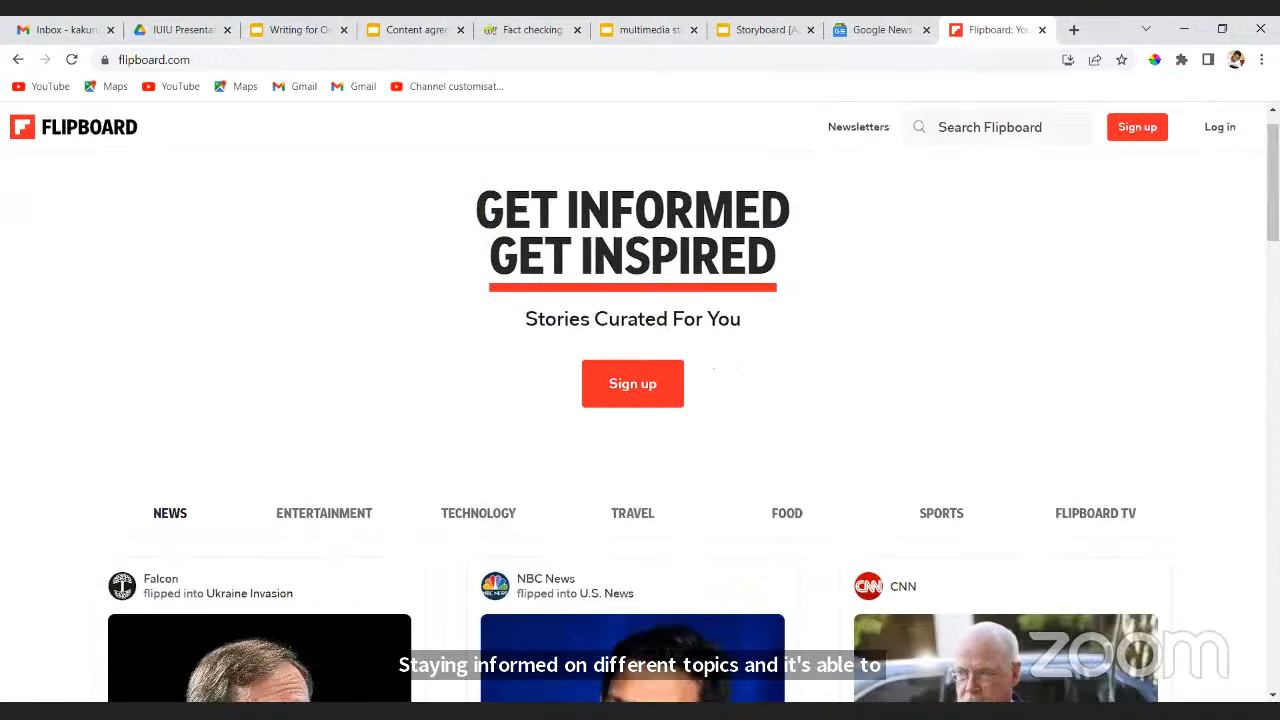 Inbox - kakur
IUIU Presentat
Writing for O
Content agre
Fact checking
multimedia st
Storyboard [A
Google News
Flipboard: Yo
flipboard.com
YouTube
Maps
YouTube
Maps
Gmail
Gmail
Channel customisat...
FLIPBOARD
Newsletters
Search Flipboard
Sign up
Log in
GET INFORMED
GET INSPIRED
Stories Curated For You
Sign up
NEWS
ENTERTAINMENT
TECHNOLOGY
TRAVEL
FOOD
SPORTS
FLIPBOARD TV
Falcon
flipped into Ukraine Invasion
NBC News
flipped into U.S. News
CNN
Staying informed on different topics and it's able to
zoom